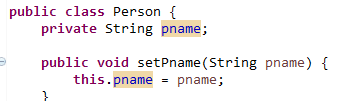 public class Person {
    private String pname;
    public void setPname(String pname) {
        this.pname = pname;
    }